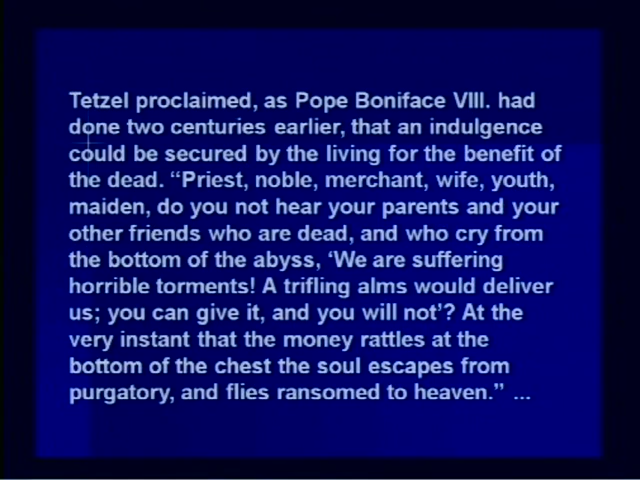 Tetzel proclaimed, as Pope Boniface VIII. had
done two centuries earlier, that an indulgence
could be secured by the living for the benefit of
the dead. “Priest, noble, merchant, wife, youth,
maiden, do you not hear your parents and your
other friends who are dead, and who cry from
the bottom of the abyss, ‘We are suffering
horrible torments! A trifling alms would deliver
us; you can give it, and you will not’? At the
very instant that the money rattles at the
bottom of the chest the soul escapes from
purgatory, and flies ransomed to heaven.” ...